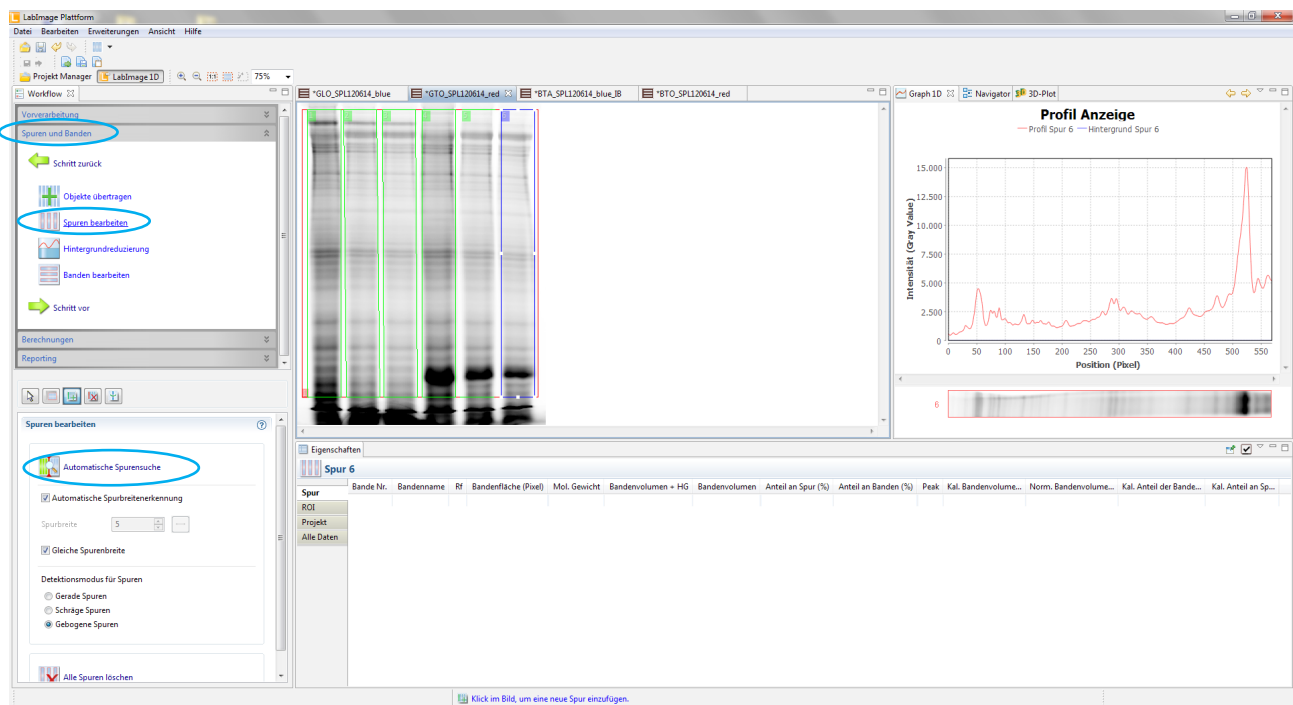 LabImage Plattform
Datei Bearbeiten Erweiterungen Ansicht Hilfe
Projekt Manager LabImage 1D 1:1 75%
Workflow
Vorverarbeitung
Spuren und Banden
Schritt zurück
Objekte übertragen
Spuren bearbeiten
Hintergrundreduzierung
Banden bearbeiten
Schritt vor
Berechnungen
Reporting
Spuren bearbeiten
Automatische Spurensuche
Automatische Spurbreitenerkennung
Spurbreite 5
Gleiche Spurenbreite
Detektionsmodus für Spuren
Gerade Spuren
Schräge Spuren
Gebogene Spuren
Alle Spuren löschen
*GLO_SPL120614_blue *GTO_SPL120614_red *BTA_SPL120614_blue_IB *BTO_SPL120614_red
Graph 1D Navigator 3D-Plot
Profil Anzeige
Profil Spur 6 Hintergrund Spur 6
Intensität (Gray Value)
15.000
12.500
10.000
7.500
5.000
2.500
0
0 50 100 150 200 250 300 350 400 450 500 550
Position (Pixel)
6
Eigenschaften
Spur 6
Spur
ROI
Projekt
Alle Daten
Bande Nr. Bandenname Rf Bandenfläche (Pixel) Mol. Gewicht Bandenvolumen + HG Bandenvolumen Anteil an Spur (%) Anteil an Banden (%) Peak Kal. Bandenvolume... Norm. Bandenvolume... Kal. Anteil der Bande... Kal. Anteil an Sp...
Klick im Bild, um eine neue Spur einzufügen.